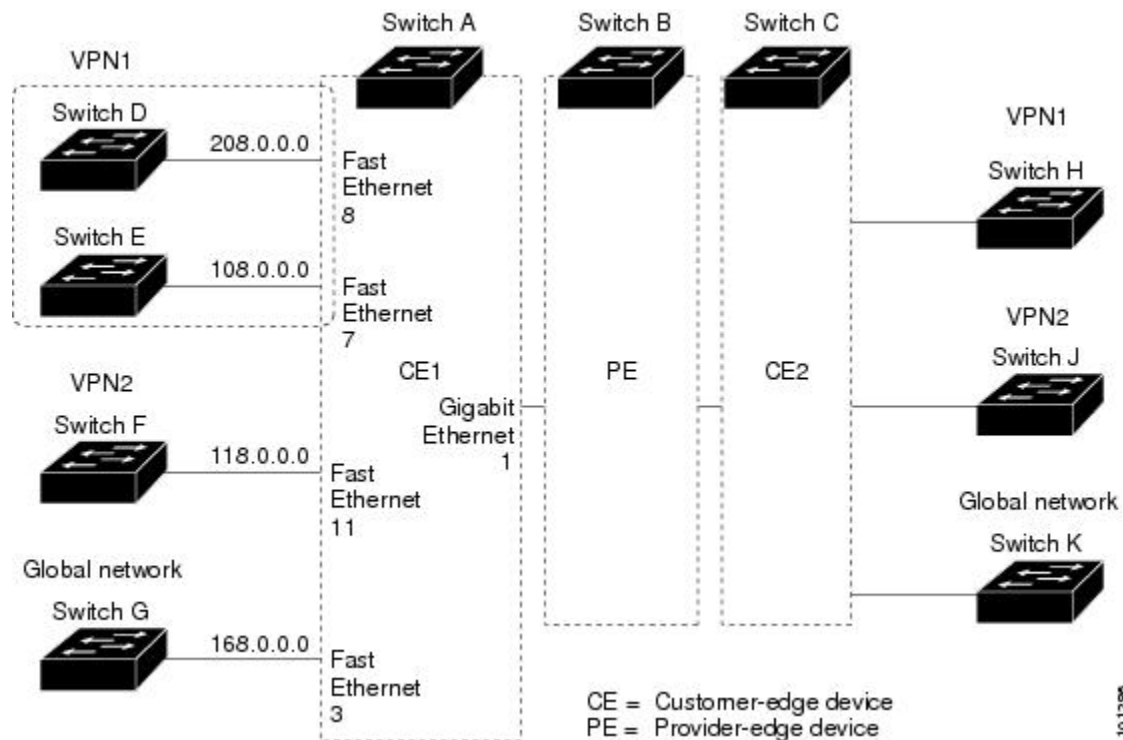 Switch A
Switch B
Switch C
VPN1
Switch D
208.0.0.0
Fast
Ethernet
8
Switch E
108.0.0.0
Fast
Ethernet
7
VPN2
Switch F
118.0.0.0
Fast
Ethernet
11
Global network
Switch G
168.0.0.0
Fast
Ethernet
3
CE1
Gigabit
Ethernet
1
PE
CE2
VPN1
Switch H
VPN2
Switch J
Global network
Switch K
CE = Customer-edge device
PE = Provider-edge device